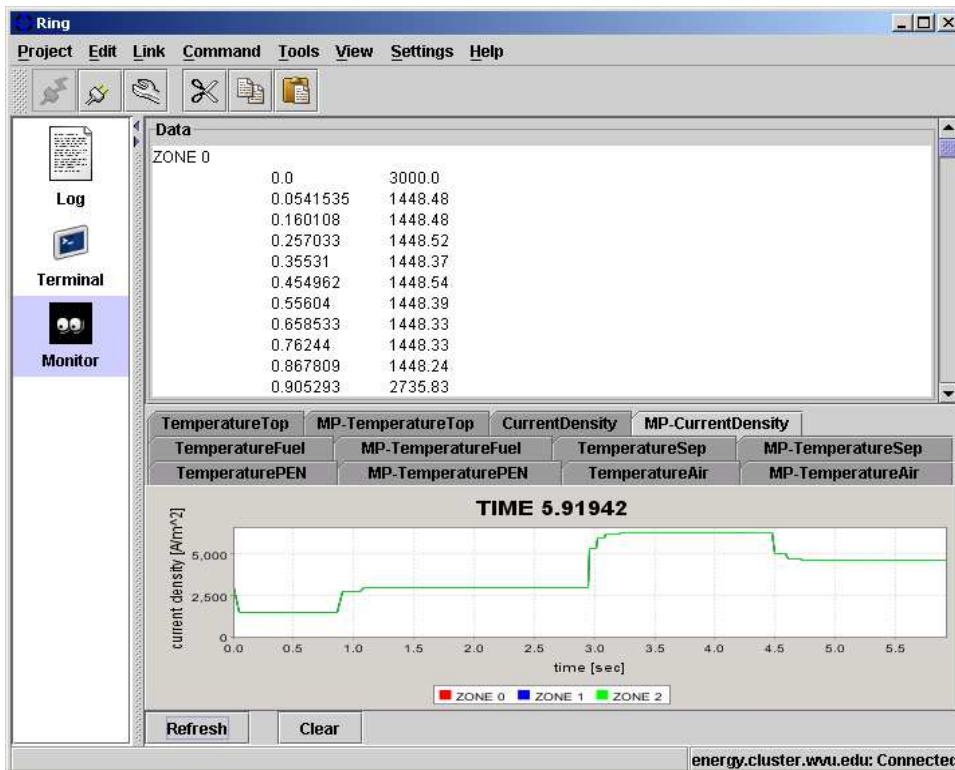 Ring
Project Edit Link Command Tools View Settings Help
Log
Terminal
Monitor
Data
ZONE 0
0.0 3000.0
0.0541535 1448.48
0.160108 1448.48
0.257033 1448.52
0.35531 1448.37
0.454962 1448.54
0.55604 1448.39
0.658533 1448.33
0.76244 1448.33
0.867809 1448.24
0.905293 2735.83
TemperatureTop MP-TemperatureTop CurrentDensity MP-CurrentDensity
TemperatureFuel MP-TemperatureFuel TemperatureSep MP-TemperatureSep
TemperaturePEN MP-TemperaturePEN TemperatureAir MP-TemperatureAir
TIME 5.91942
current density [A/m^2]
5,000
2,500
0
0.0 0.5 1.0 1.5 2.0 2.5 3.0 3.5 4.0 4.5 5.0 5.5
time [sec]
ZONE 0 ZONE 1 ZONE 2
Refresh Clear
energy.cluster.wvu.edu: Connected